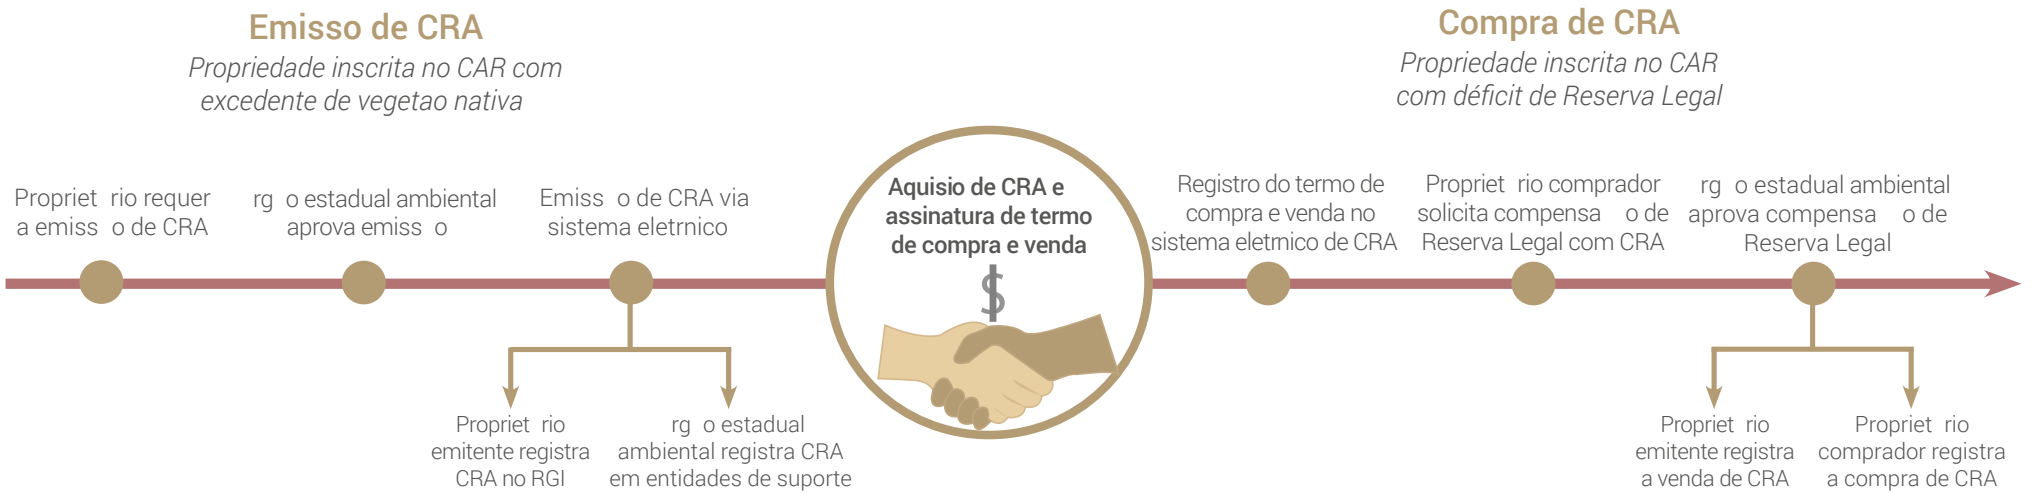 Emisso de CRA
Propriedade inscrita no CAR com
excedente de vegetao nativa
Compra de CRA
Propriedade inscrita no CAR
com déficit de Reserva Legal
Propriet rio requer
a emiss o de CRA
rg o estadual ambiental
aprova emiss o
Emiss o de CRA via
sistema eletrnico
Aquisio de CRA e
assinatura de termo
de compra e venda
$
Registro do termo de
compra e venda no
sistema eletrnico de CRA
Propriet rio comprador
solicita compensa o de
Reserva Legal com CRA
rg o estadual ambiental
aprova compensa o de
Reserva Legal
Propriet rio
emitente registra
CRA no RGI
rg o estadual
ambiental registra CRA
em entidades de suporte
Propriet rio
emitente registra
a venda de CRA
Propriet rio
comprador registra
a compra de CRA